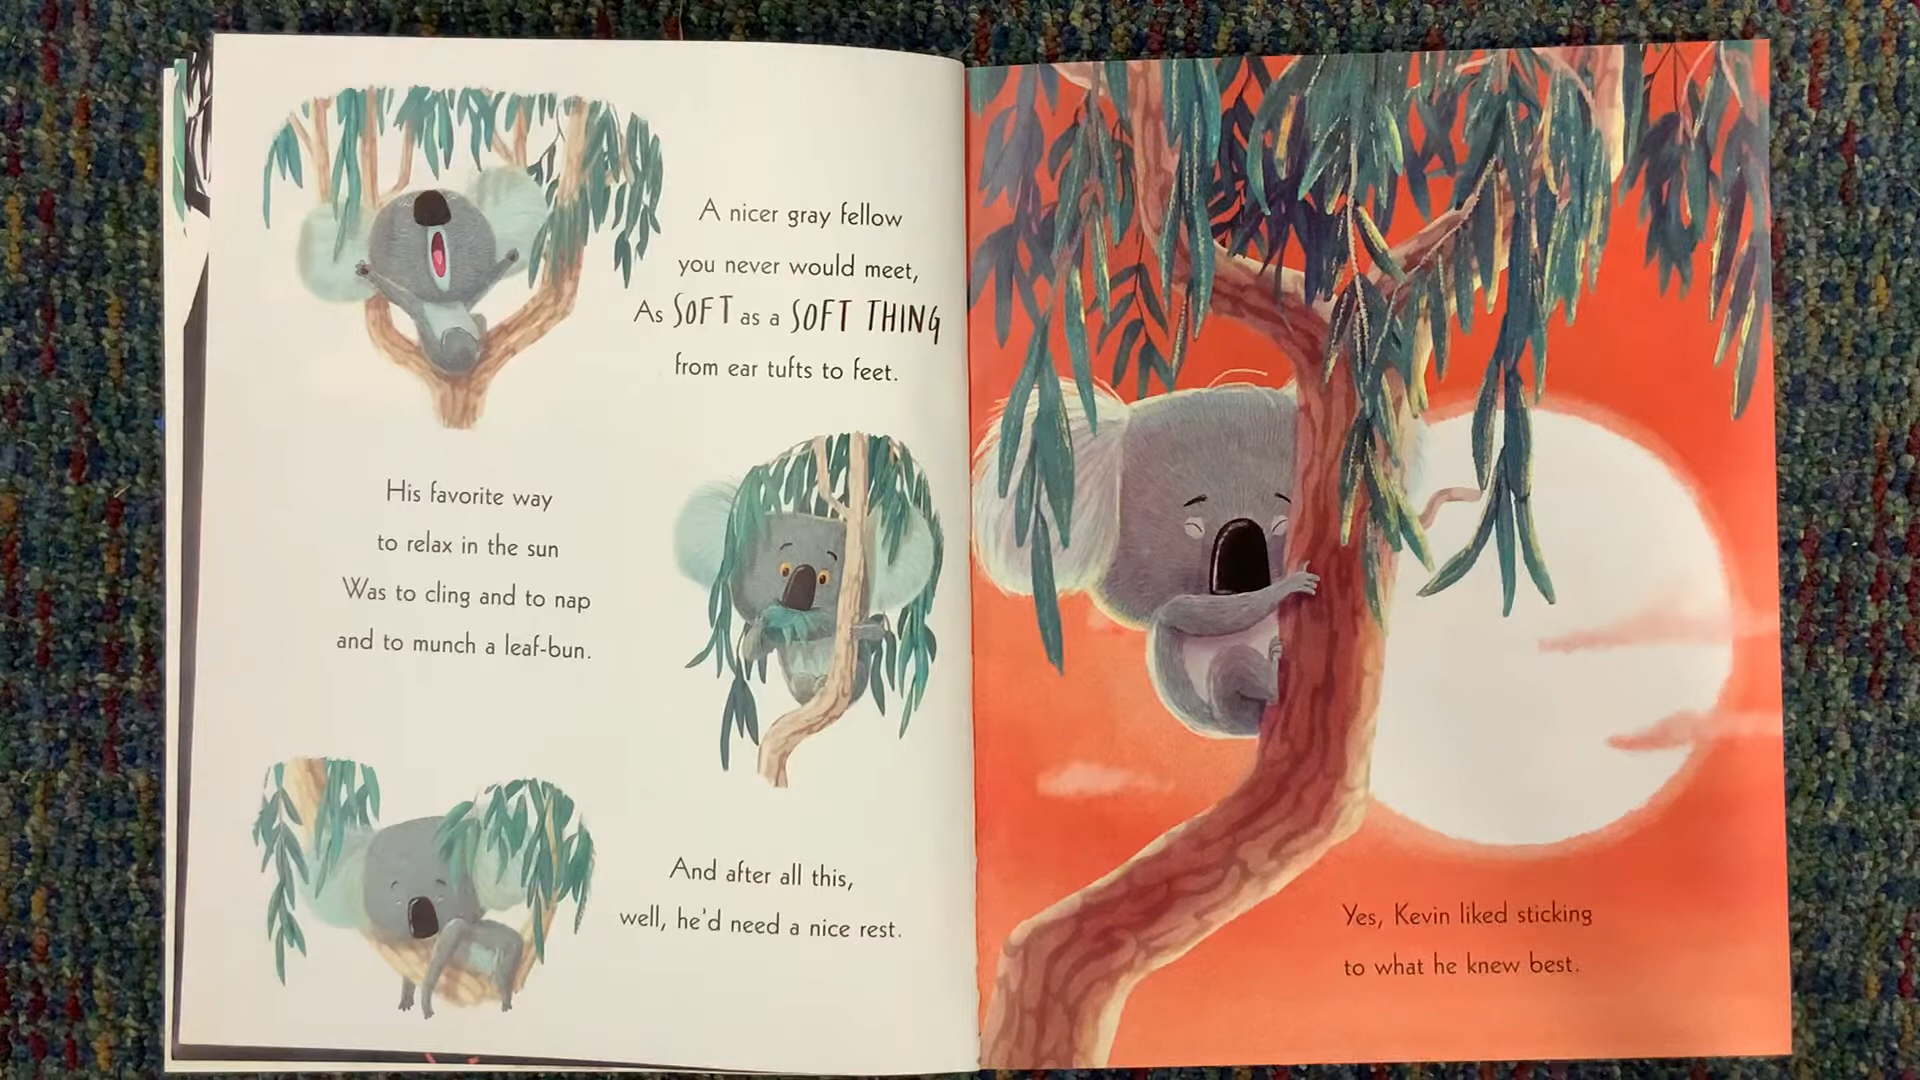 A nicer gray fellow
you never would meet,
As SOFT as a SOFT THING
from ear tufts to feet.
His favorite way
to relax in the sun
Was to cling and to nap
and to munch a leaf-bun.
And after all this,
well, he'd need a nice rest.
Yes, Kevin liked sticking
to what he knew best.